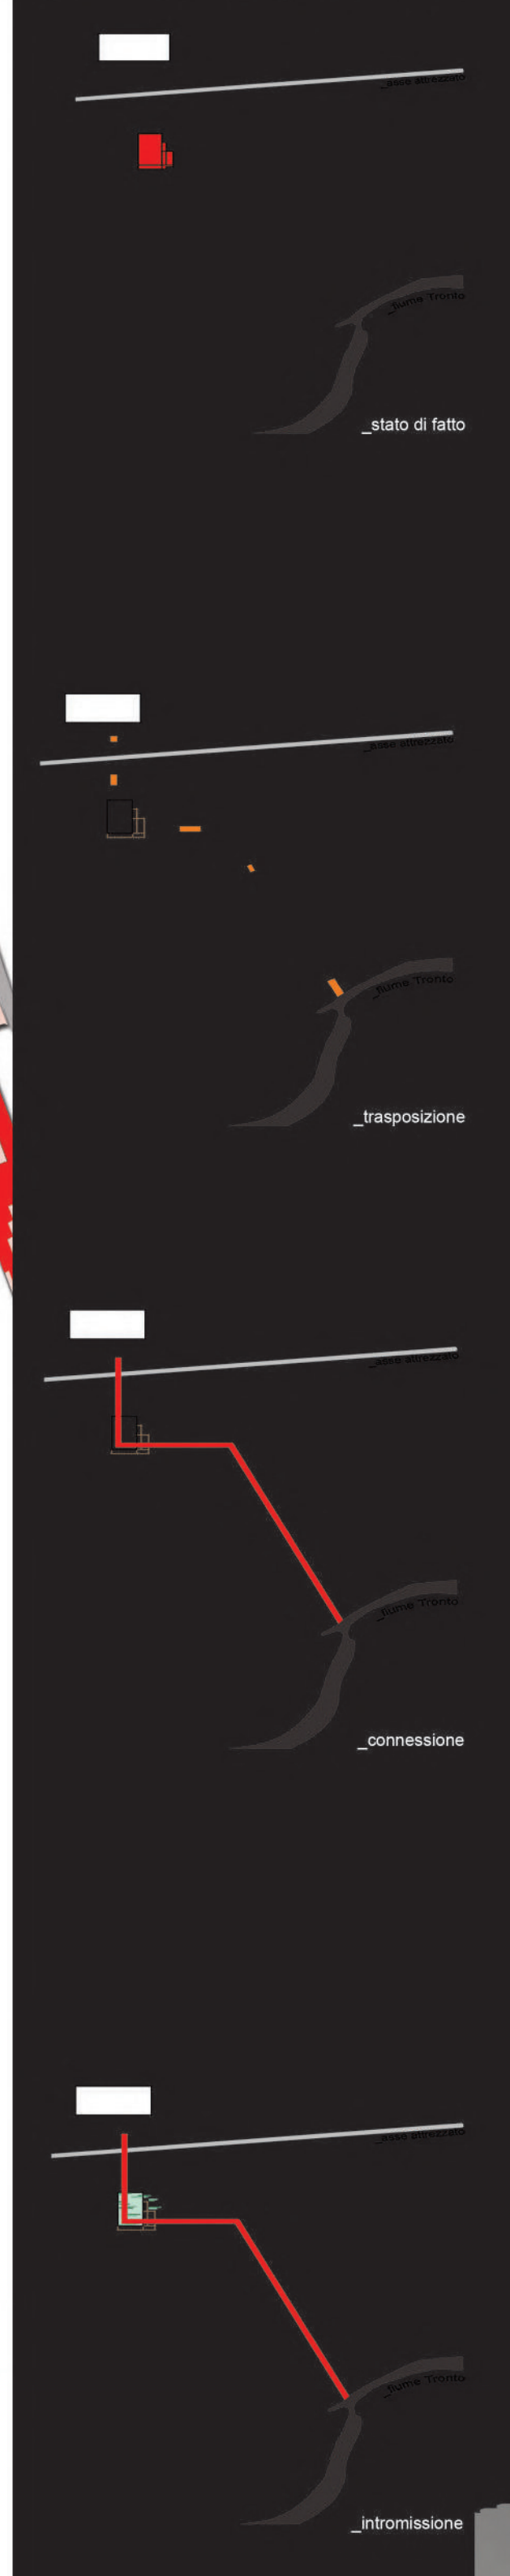 _asse attrezzato
_fiume Tronto
_stato di fatto
_asse attrezzato
_fiume Tronto
_trasposizione
_asse attrezzato
_fiume Tronto
_connessione
_asse attrezzato
_fiume Tronto
_intromissione